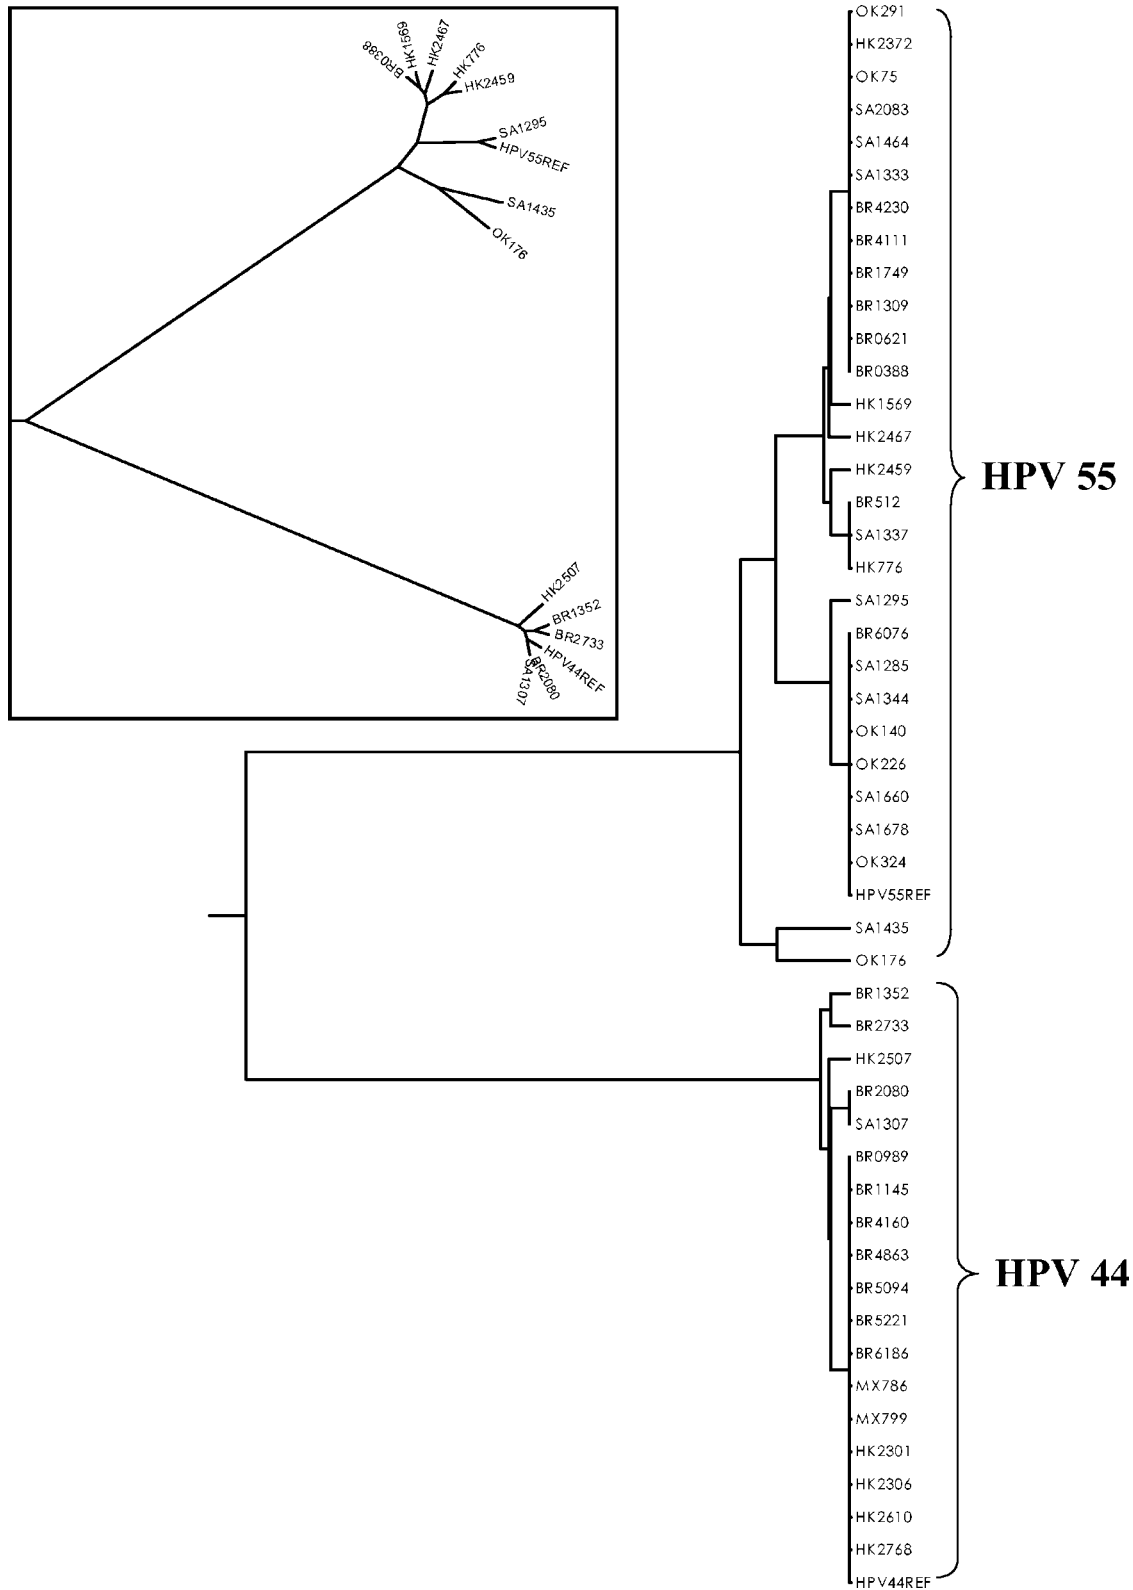 BR0388
HK1569
HK2467
HK776
HK2459
SA1295
HPV55REF
SA1435
OK176
HK2507
BR1352
BR2733
HPV44REF
BR2080
SA1307
OK291
HK2372
OK75
SA2083
SA1464
SA1333
BR4230
BR4111
BR1749
BR1309
BR0621
BR0388
HK1569
HK2467
HK2459
BR512
SA1337
HK776
SA1295
BR6076
SA1285
SA1344
OK140
OK226
SA1660
SA1678
OK324
HPV55REF
SA1435
OK176
HPV 55
BR1352
BR2733
HK2507
BR2080
SA1307
BR0989
BR1145
BR4160
BR4863
BR5094
BR5221
BR6186
MX786
MX799
HK2301
HK2306
HK2610
HK2768
HPV44REF
HPV 44